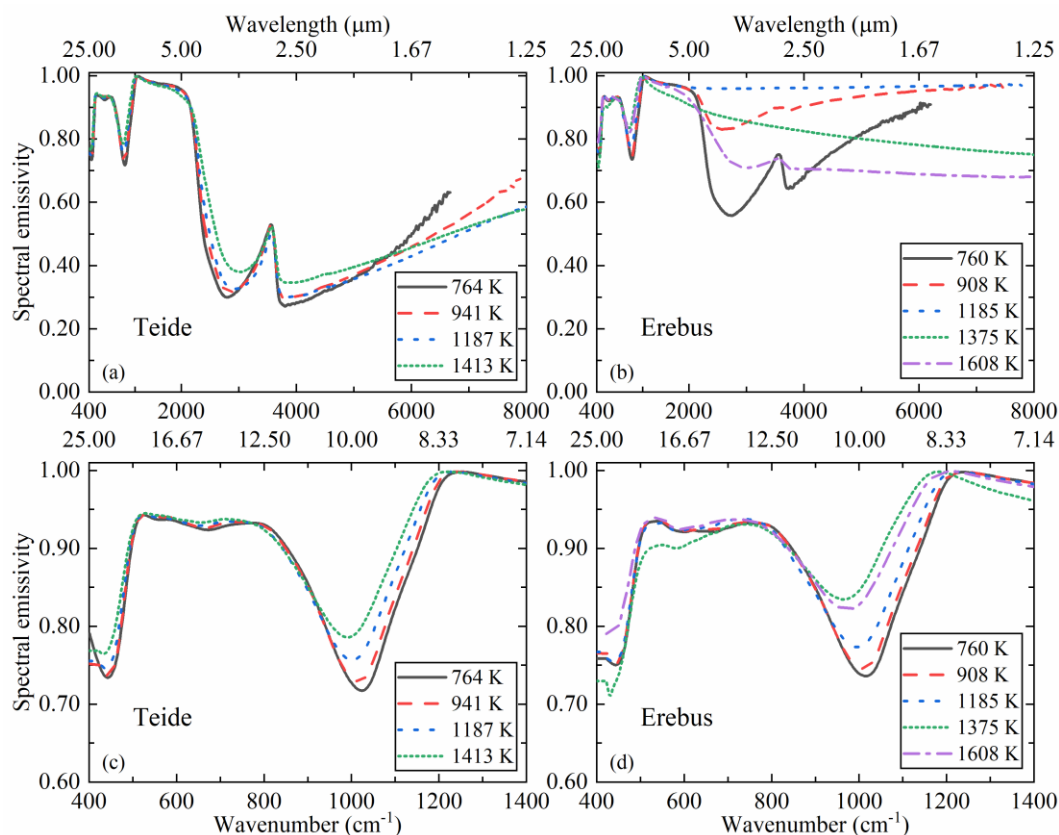 Wavelength (μm)
25.00 5.00 2.50 1.67 1.25
1.00
0.80
0.60
0.40
0.20
0.00
Spectral emissivity
764 K
941 K
1187 K
1413 K
Teide
(a)
400 2000 4000 6000 8000
Wavelength (μm)
25.00 5.00 2.50 1.67 1.25
1.00
0.80
0.60
0.40
0.20
0.00
Spectral emissivity
760 K
908 K
1185 K
1375 K
1608 K
Erebus
(b)
400 2000 4000 6000 8000
25.00 16.67 12.50 10.00 8.33 7.14
1.00
0.90
0.80
0.70
0.60
Spectral emissivity
764 K
941 K
1187 K
1413 K
Teide
(c)
400 600 800 1000 1200 1400
Wavenumber (cm⁻¹)
25.00 16.67 12.50 10.00 8.33 7.14
1.00
0.90
0.80
0.70
0.60
Spectral emissivity
760 K
908 K
1185 K
1375 K
1608 K
Erebus
(d)
400 600 800 1000 1200 1400
Wavenumber (cm⁻¹)